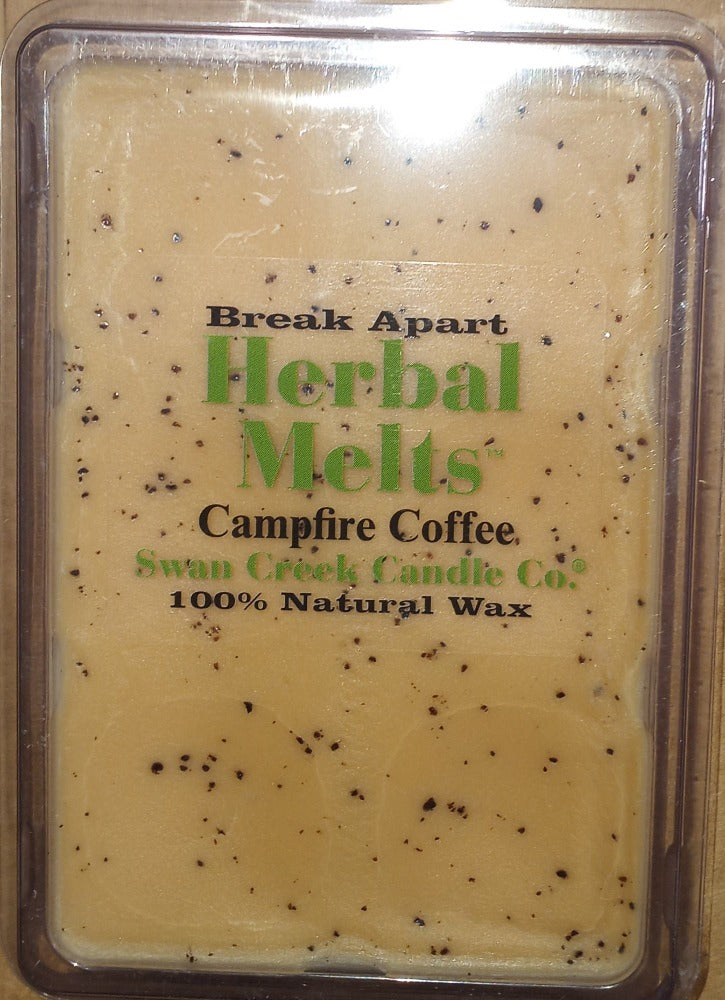 Break Apart
Herbal
Melts™
Campfire Coffee
Swan Creek Candle Co.®
100% Natural Wax